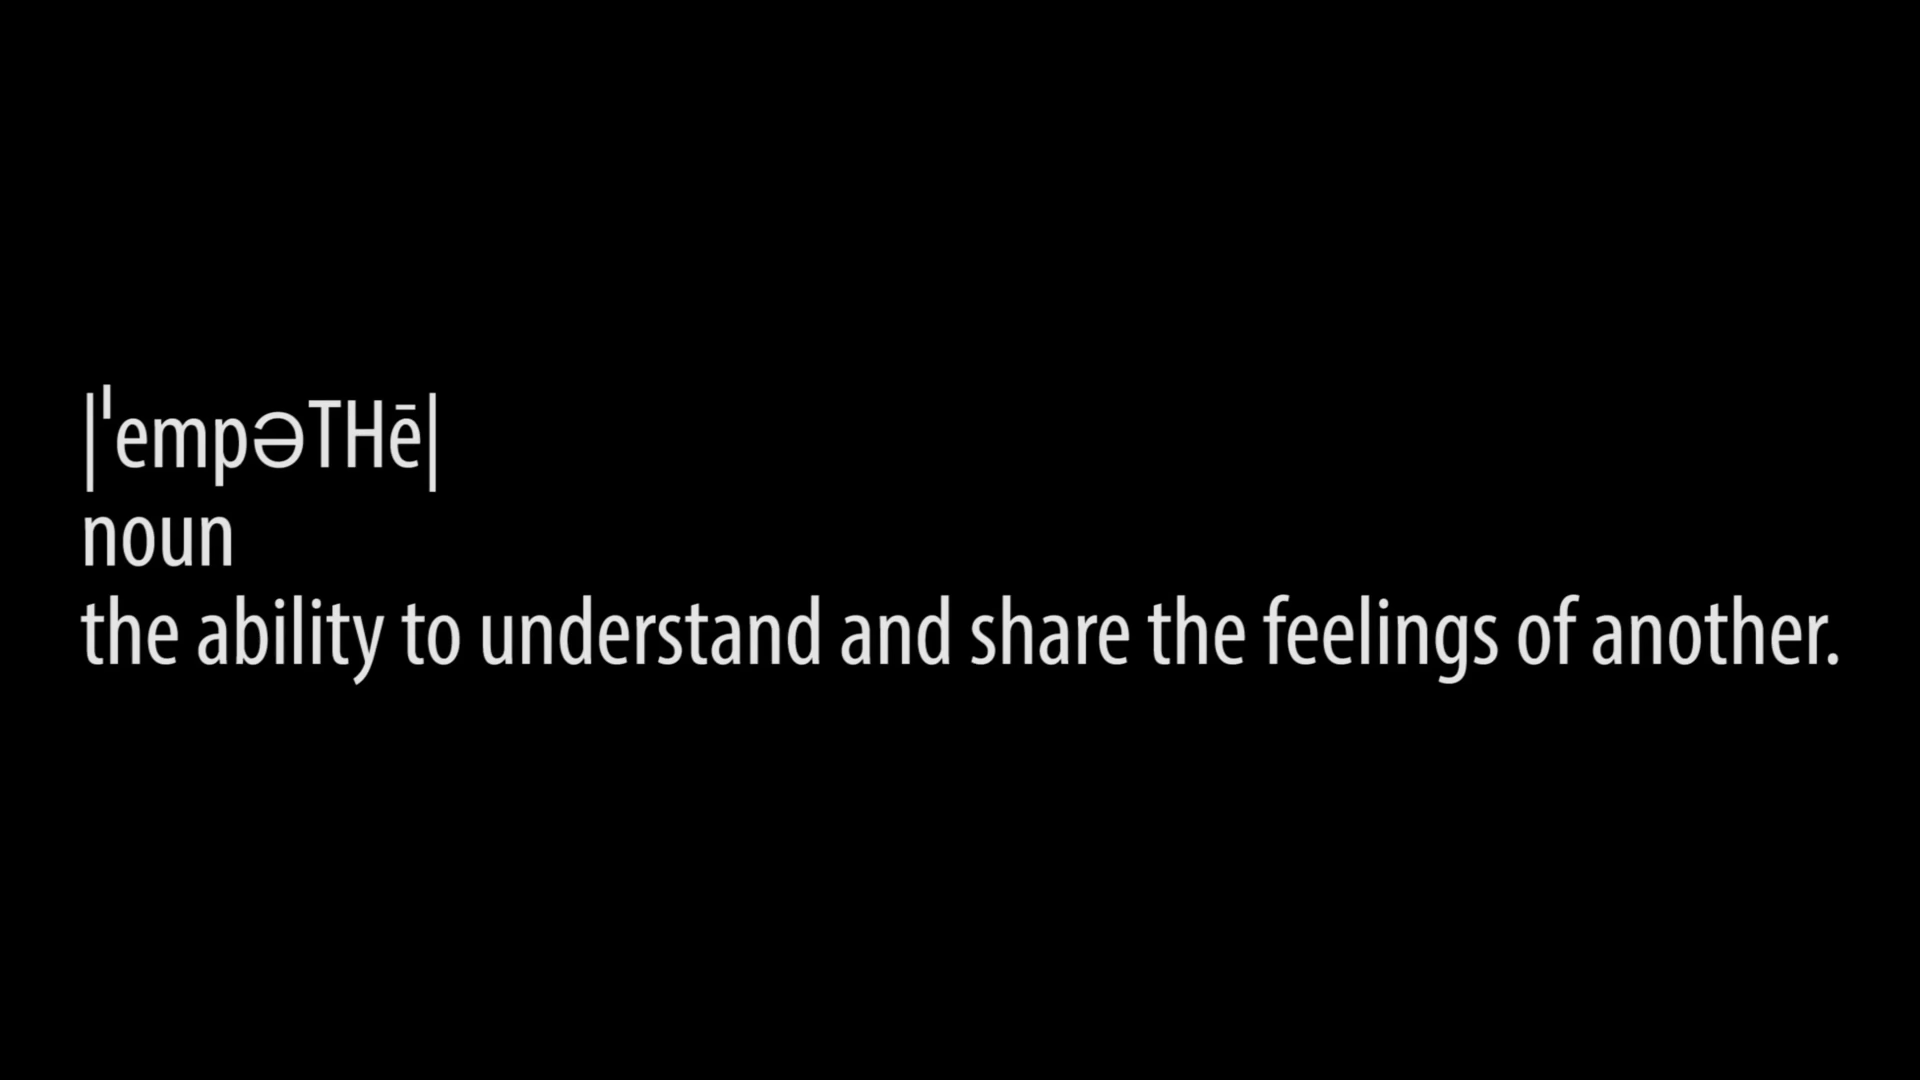 |ˈempəTHē|
noun
the ability to understand and share the feelings of another.